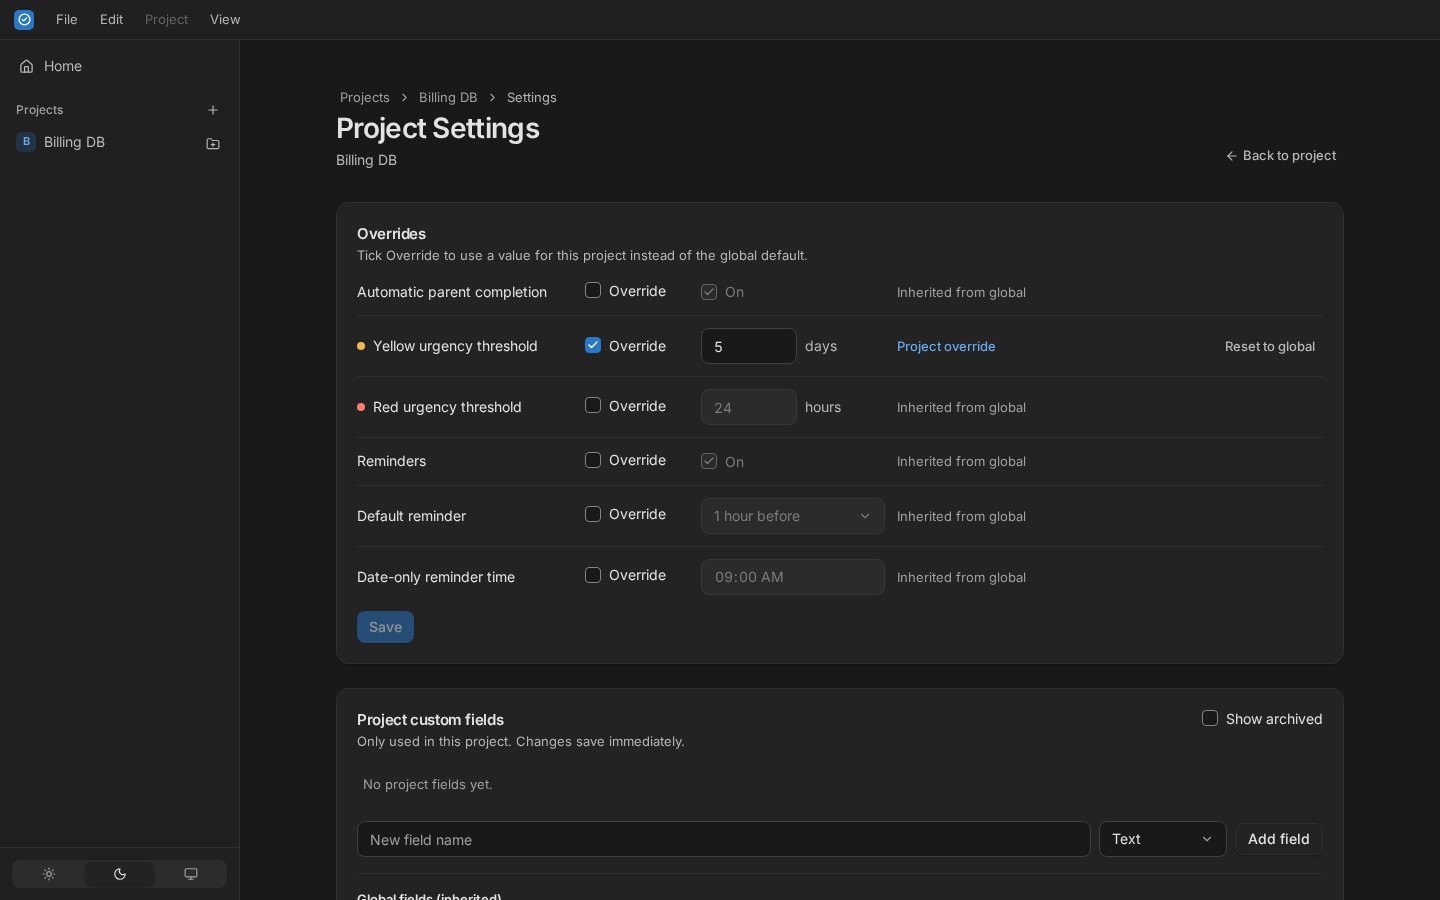 File Edit Project View
Home
Projects
B Billing DB
Projects > Billing DB > Settings
Project Settings
Billing DB
Back to project
Overrides
Tick Override to use a value for this project instead of the global default.
Automatic parent completion Override On Inherited from global
Yellow urgency threshold Override 5 days Project override Reset to global
Red urgency threshold Override 24 hours Inherited from global
Reminders Override On Inherited from global
Default reminder Override 1 hour before Inherited from global
Date-only reminder time Override 09:00 AM Inherited from global
Save
Project custom fields Show archived
Only used in this project. Changes save immediately.
No project fields yet.
New field name Text Add field
Global fields (inherited)